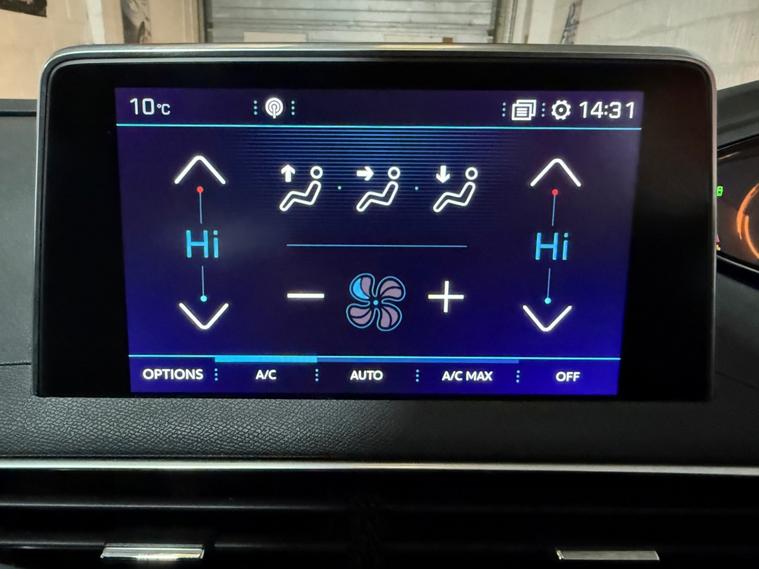 10°C 14:31
Hi Hi
OPTIONS A/C AUTO A/C MAX OFF